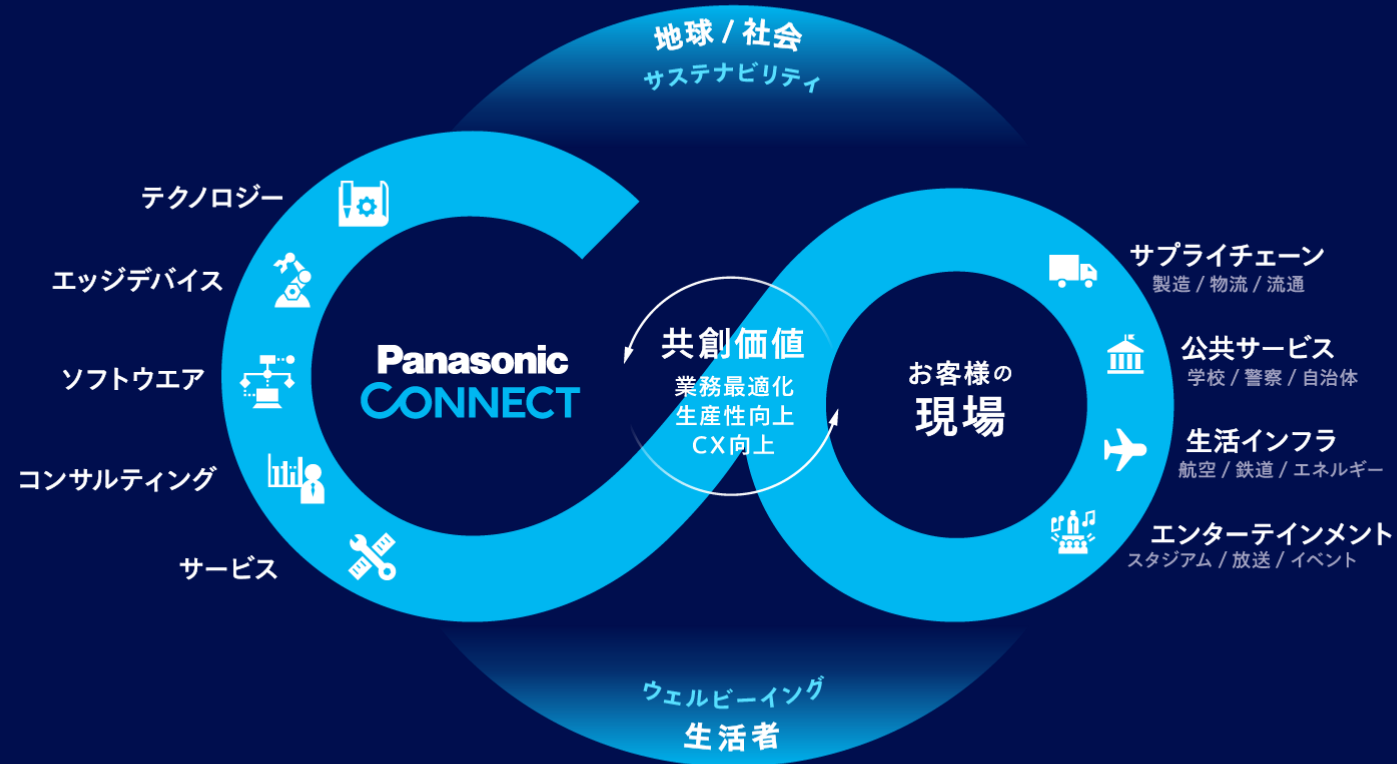 地球 / 社会
サステナビリティ
テクノロジー
エッジデバイス
ソフトウエア
コンサルティング
サービス
Panasonic
CONNECT
共創価値
業務最適化
生産性向上
CX向上
お客様の
現場
サプライチェーン
製造 / 物流 / 流通
公共サービス
学校 / 警察 / 自治体
生活インフラ
航空 / 鉄道 / エネルギー
エンターテインメント
スタジアム / 放送 / イベント
ウェルビーイング
生活者